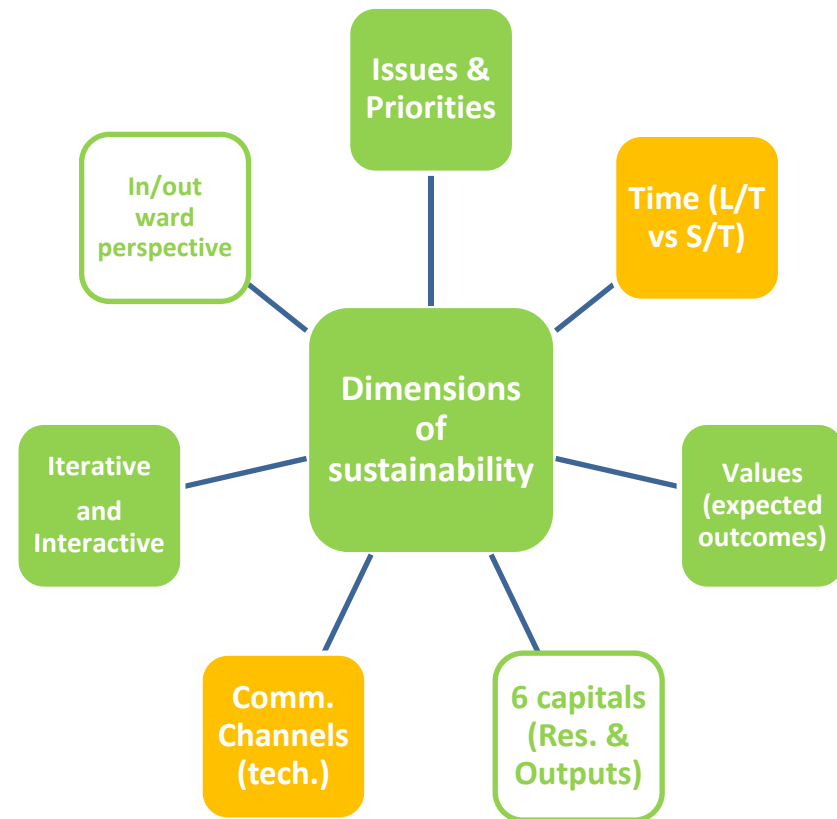 Issues &
Priorities
Time (L/T
vs S/T)
Values
(expected
outcomes)
6 capitals
(Res. &
Outputs)
Comm.
Channels
(tech.)
Iterative
and
Interactive
In/out
ward
perspective
Dimensions
of
sustainability